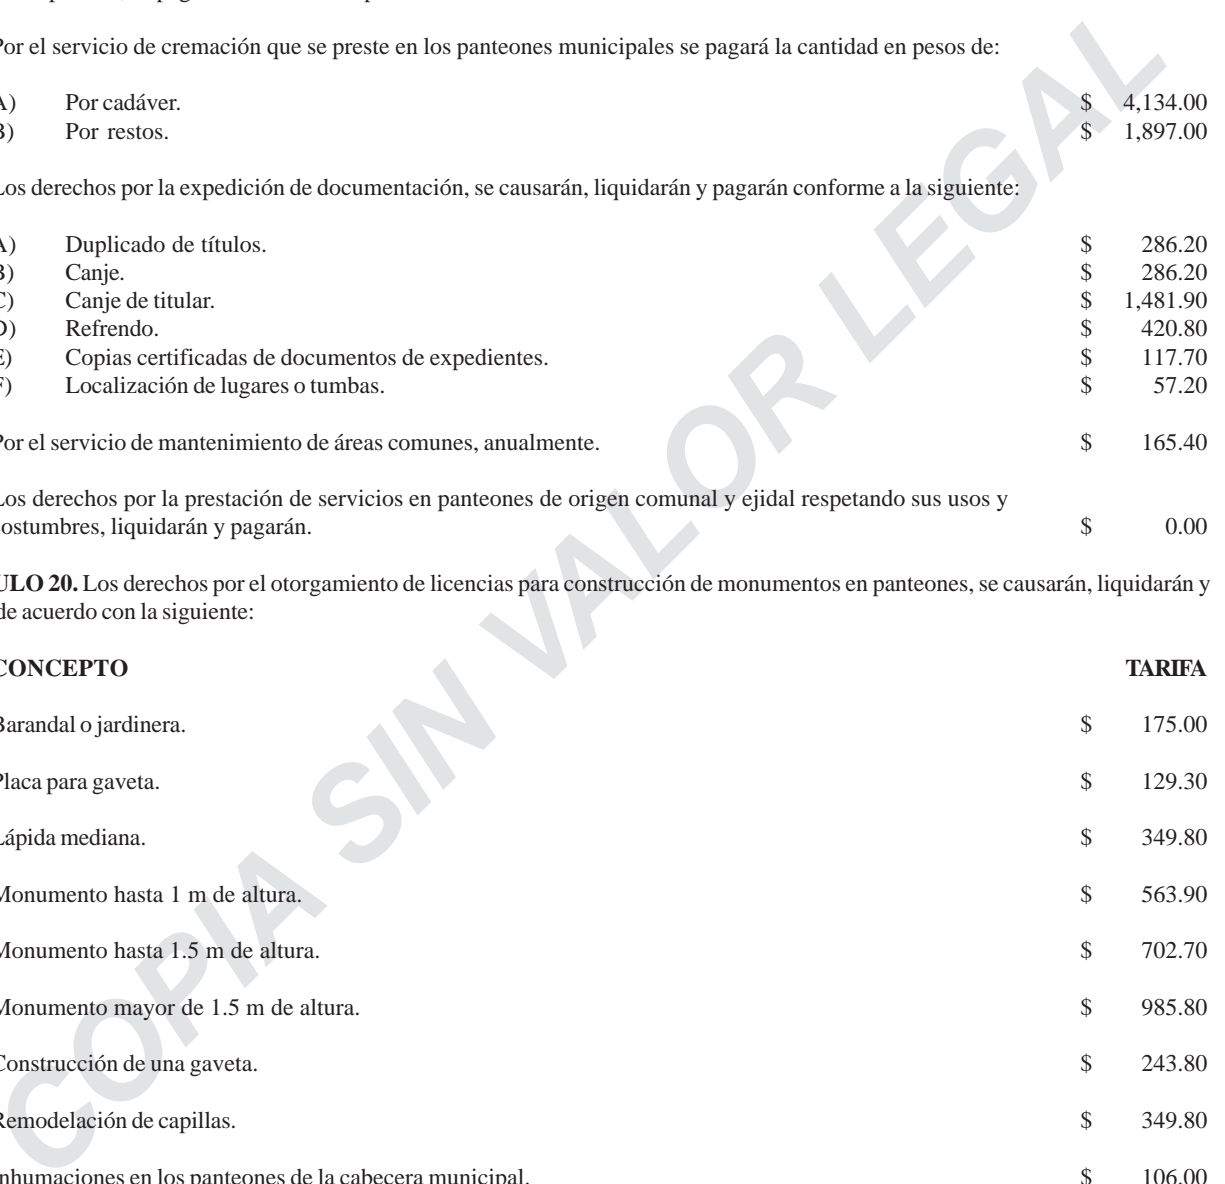 Por el servicio de cremación que se preste en los panteones municipales se pagará la cantidad en pesos de:
A) Por cadáver. $ 4,134.00
B) Por restos. $ 1,897.00
Los derechos por la expedición de documentación, se causarán, liquidarán y pagarán conforme a la siguiente:
A) Duplicado de títulos. $ 286.20
B) Canje. $ 286.20
C) Canje de titular. $ 1,481.90
D) Refrendo. $ 420.80
E) Copias certificadas de documentos de expedientes. $ 117.70
F) Localización de lugares o tumbas. $ 57.20
Por el servicio de mantenimiento de áreas comunes, anualmente. $ 165.40
Los derechos por la prestación de servicios en panteones de origen comunal y ejidal respetando sus usos y
costumbres, liquidarán y pagarán. $ 0.00
ULO 20. Los derechos por el otorgamiento de licencias para construcción de monumentos en panteones, se causarán, liquidarán y
de acuerdo con la siguiente:
CONCEPTO TARIFA
Barandal o jardinera. $ 175.00
Placa para gaveta. $ 129.30
Lápida mediana. $ 349.80
Monumento hasta 1 m de altura. $ 563.90
Monumento hasta 1.5 m de altura. $ 702.70
Monumento mayor de 1.5 m de altura. $ 985.80
Construcción de una gaveta. $ 243.80
Remodelación de capillas. $ 349.80
Inhumaciones en los panteones de la cabecera municipal. $ 106.00
COPIA SIN VALOR LEGAL